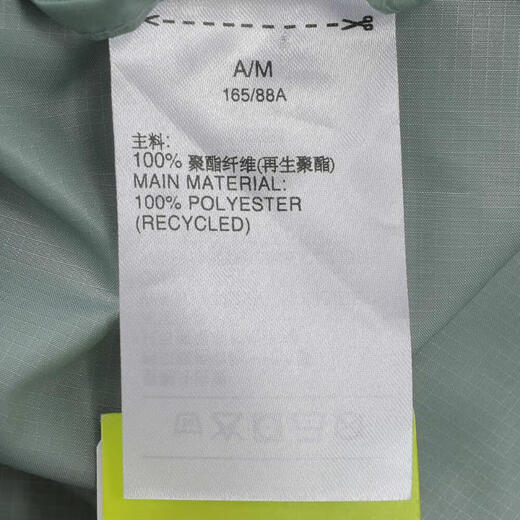 A/M
165/88A
主料:
100% 聚酯纤维(再生聚酯)
MAIN MATERIAL:
100% POLYESTER
(RECYCLED)